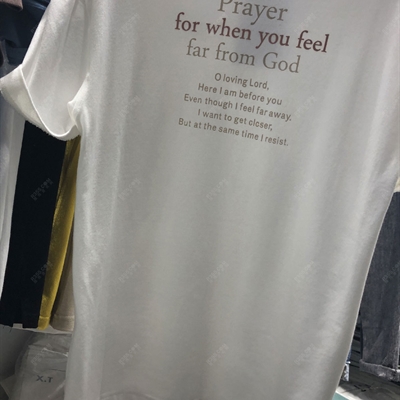 Prayer
for when you feel
far from God
O loving Lord,
Here I am before you
Even though I feel far away.
I want to get closer,
But at the same time I resist.
X.T